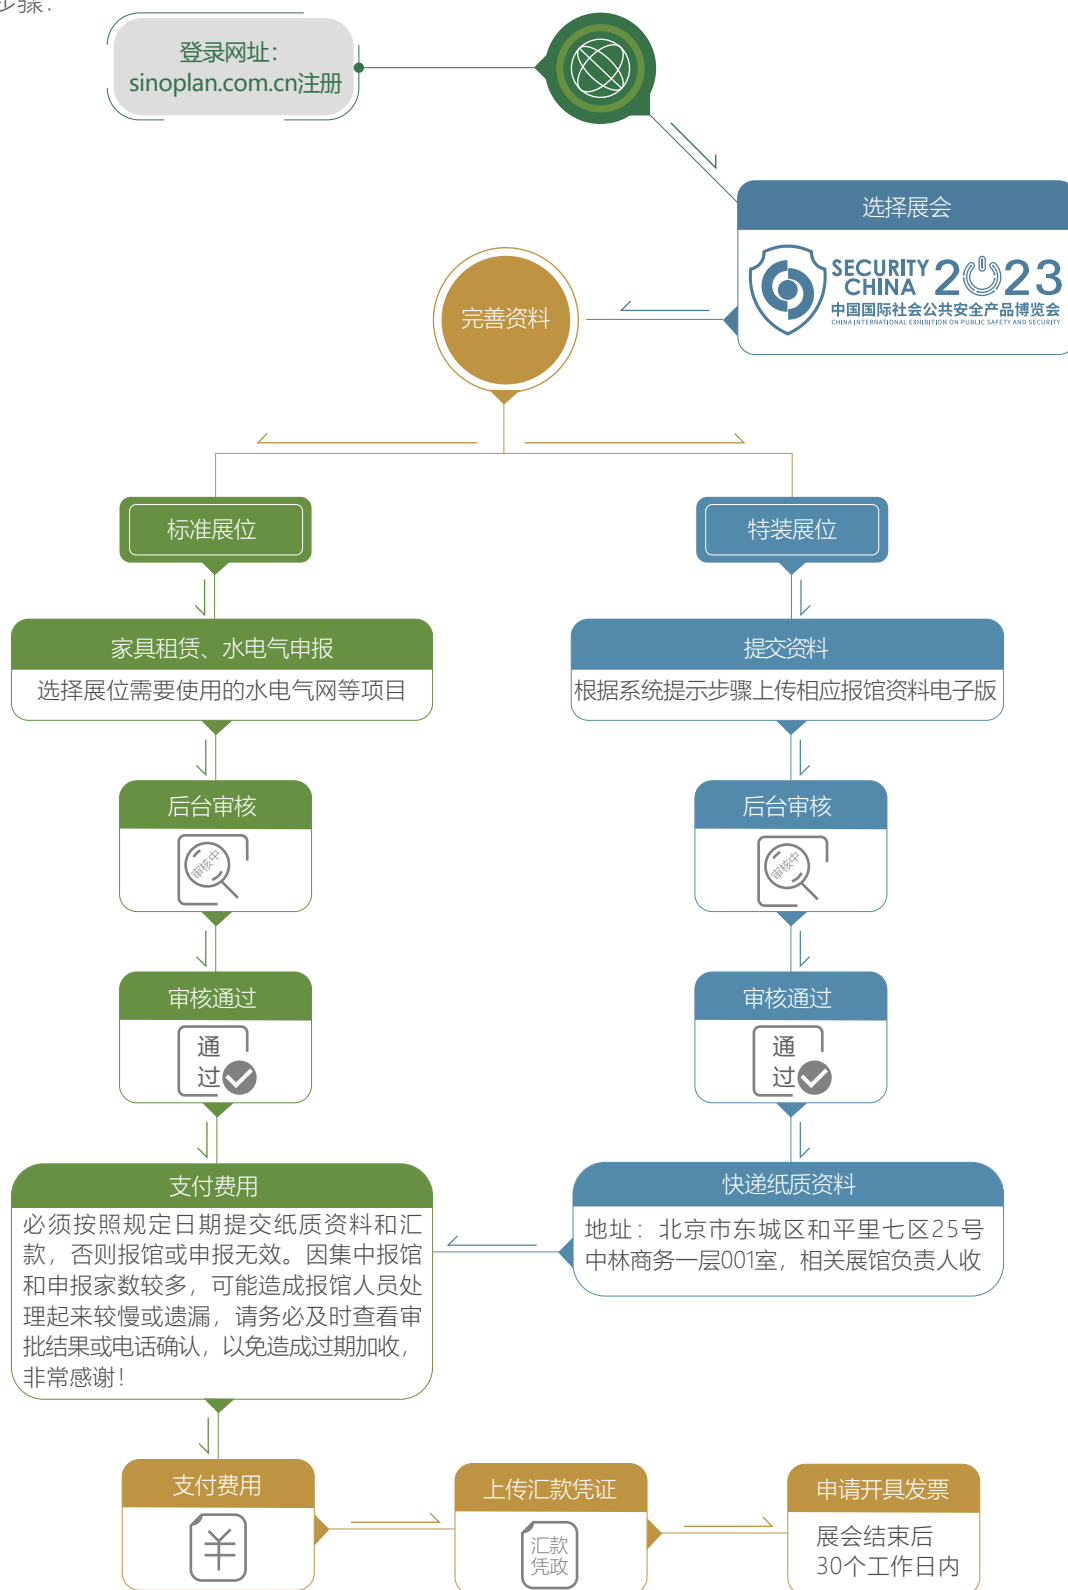 步骤：
登录网址：
sinoplan.com.cn注册
选择展会
SECURITY
CHINA 2023
中国国际社会公共安全产品博览会
CHINA INTERNATIONAL EXHIBITION ON PUBLIC SAFETY AND SECURITY
完善资料
标准展位
特装展位
家具租赁、水电气申报
选择展位需要使用的水电气网等项目
提交资料
根据系统提示步骤上传相应报馆资料电子版
后台审核
审核中
后台审核
审核中
审核通过
通
过
审核通过
通
过
支付费用
必须按照规定日期提交纸质资料和汇
款，否则报馆或申报无效。因集中报馆
和申报家数较多，可能造成报馆人员处
理起来较慢或遗漏，请务必及时查看审
批结果或电话确认，以免造成过期加收，
非常感谢！
快递纸质资料
地址：北京市东城区和平里七区25号
中林商务一层001室，相关展馆负责人收
支付费用
¥
上传汇款凭证
汇款
凭政
申请开具发票
展会结束后
30个工作日内